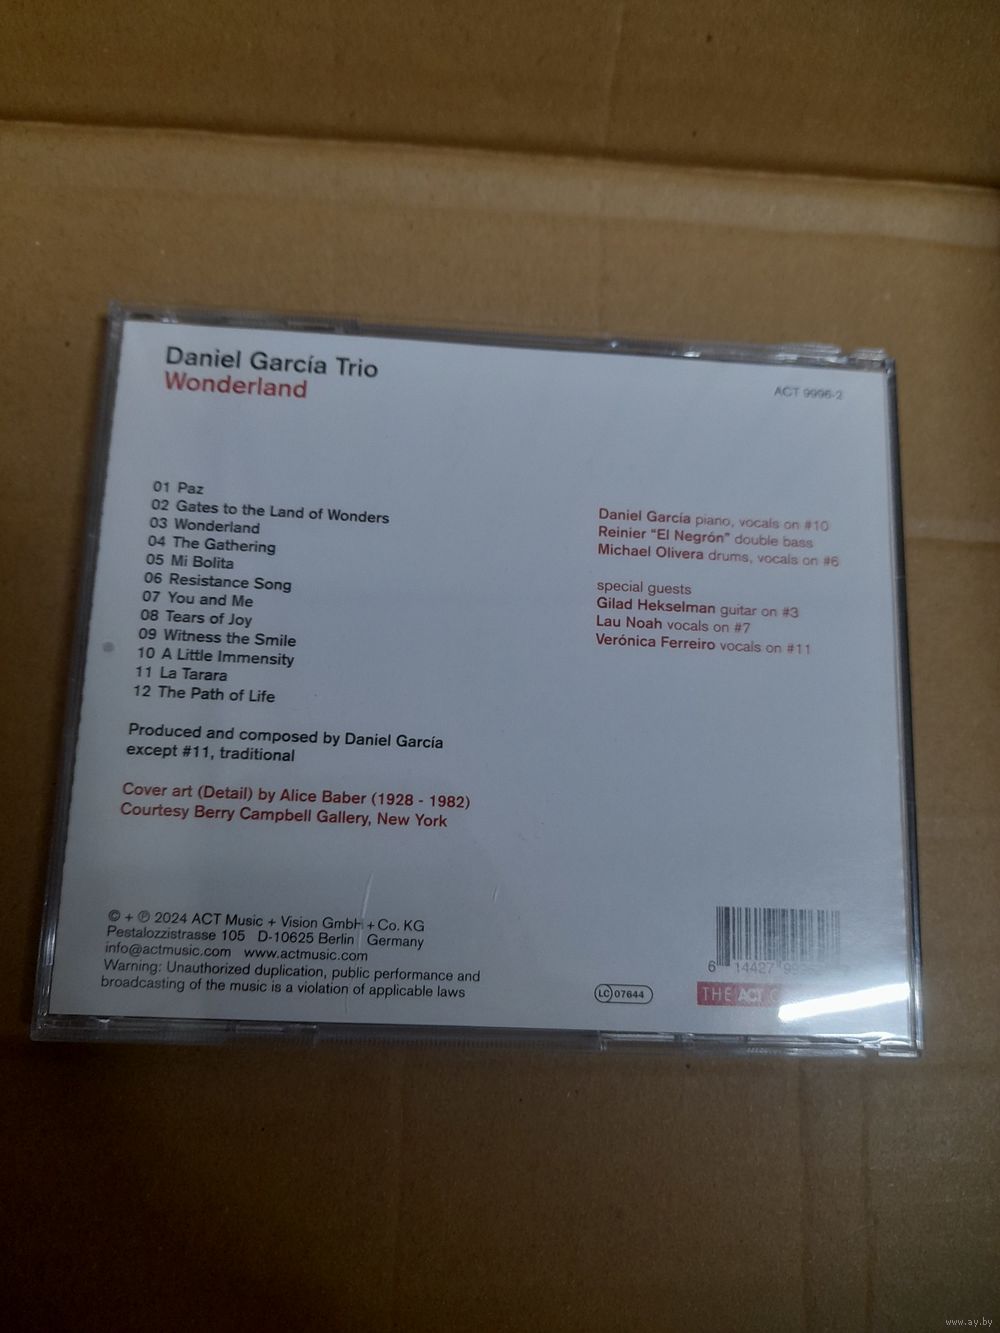 Daniel García Trio
Wonderland
ACT 9996-2
01 Paz
02 Gates to the Land of Wonders
03 Wonderland
04 The Gathering
05 Mi Bolita
06 Resistance Song
07 You and Me
08 Tears of Joy
09 Witness the Smile
10 A Little Immensity
11 La Tarara
12 The Path of Life
Daniel García piano, vocals on #10
Reinier “El Negrón” double bass
Michael Olivera drums, vocals on #6
special guests
Gilad Hekselman guitar on #3
Lau Noah vocals on #7
Verónica Ferreiro vocals on #11
Produced and composed by Daniel García
except #11, traditional
Cover art (Detail) by Alice Baber (1928 - 1982)
Courtesy Berry Campbell Gallery, New York
© + ℗ 2024 ACT Music + Vision GmbH + Co. KG
Pestalozzistrasse 105 D-10625 Berlin Germany
info@actmusic.com www.actmusic.com
Warning: Unauthorized duplication, public performance and
broadcasting of the music is a violation of applicable laws
LC 07644
6 14427
THE ACT
www.ay.by